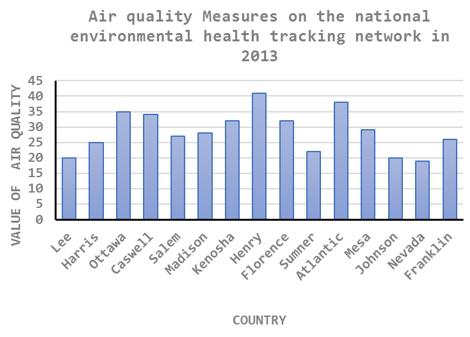 Air quality Measures on the national
environmental health tracking network in
2013
VALUE OF AIR QUALITY
45
40
35
30
25
20
15
10
5
0
Lee
Harris
Ottawa
Caswell
Salem
Madison
Kenosha
Henry
Florence
Sumner
Atlantic
Mesa
Johnson
Nevada
Franklin
COUNTRY